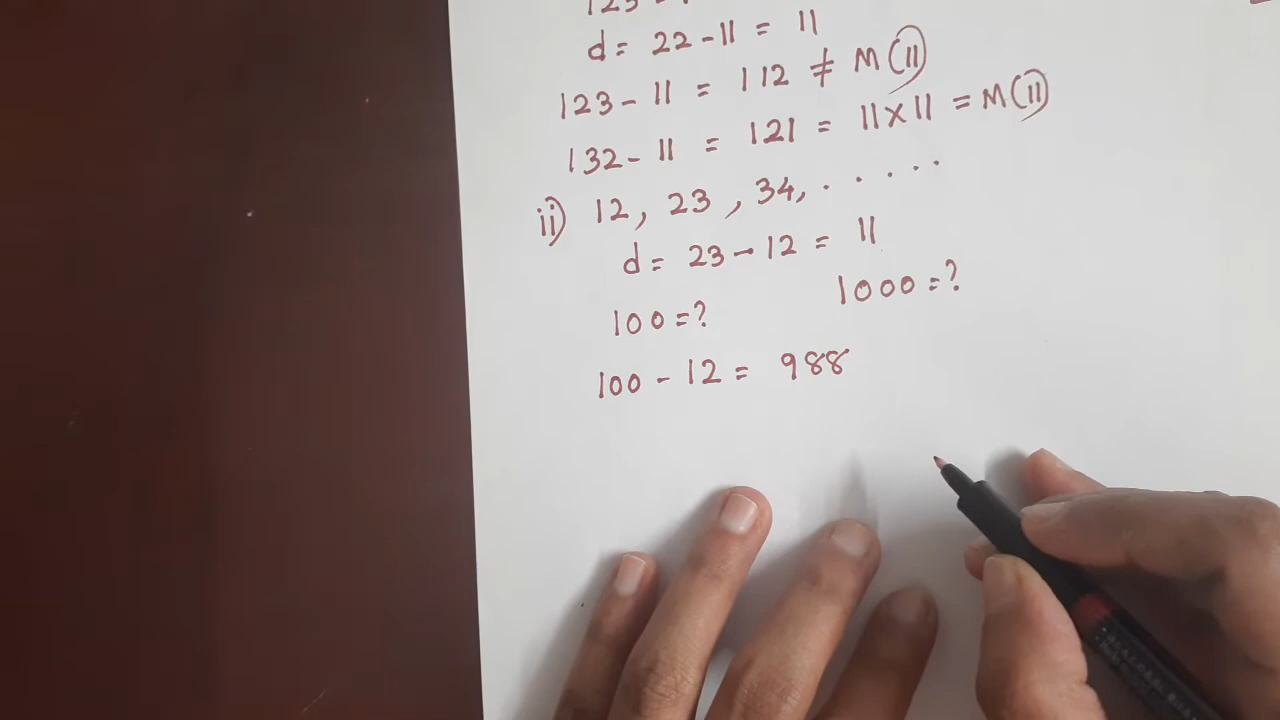 d = 22 - 11 = 11
123 - 11 = 112 ≠ M(11)
132 - 11 = 121 = 11 x 11 = M(11)
ii) 12, 23, 34, . . . . . .
d = 23 - 12 = 11
100 = ? 1000 = ?
100 - 12 = 988